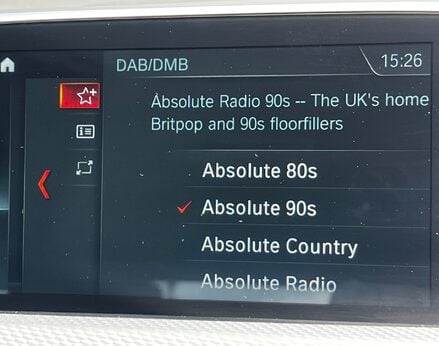 DAB/DMB
15:26
Absolute Radio 90s -- The UK's home
Britpop and 90s floorfillers
Absolute 80s
Absolute 90s
Absolute Country
Absolute Radio